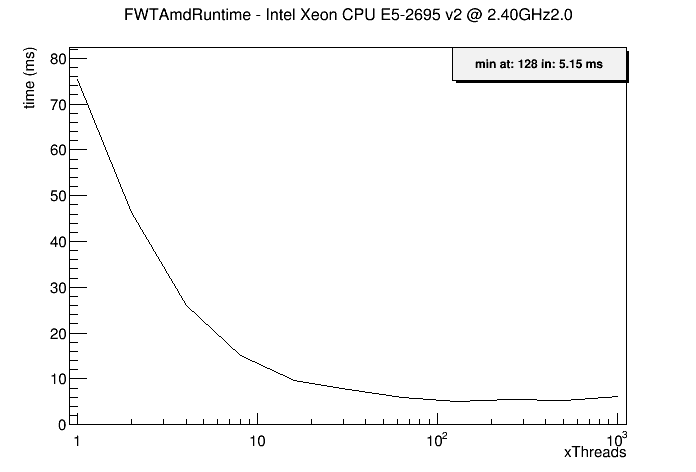 FWTAmdRuntime - Intel Xeon CPU E5-2695 v2 @ 2.40GHz2.0
time (ms)
min at: 128 in: 5.15 ms
80
70
60
50
40
30
20
10
0
1 10 10² 10³
xThreads